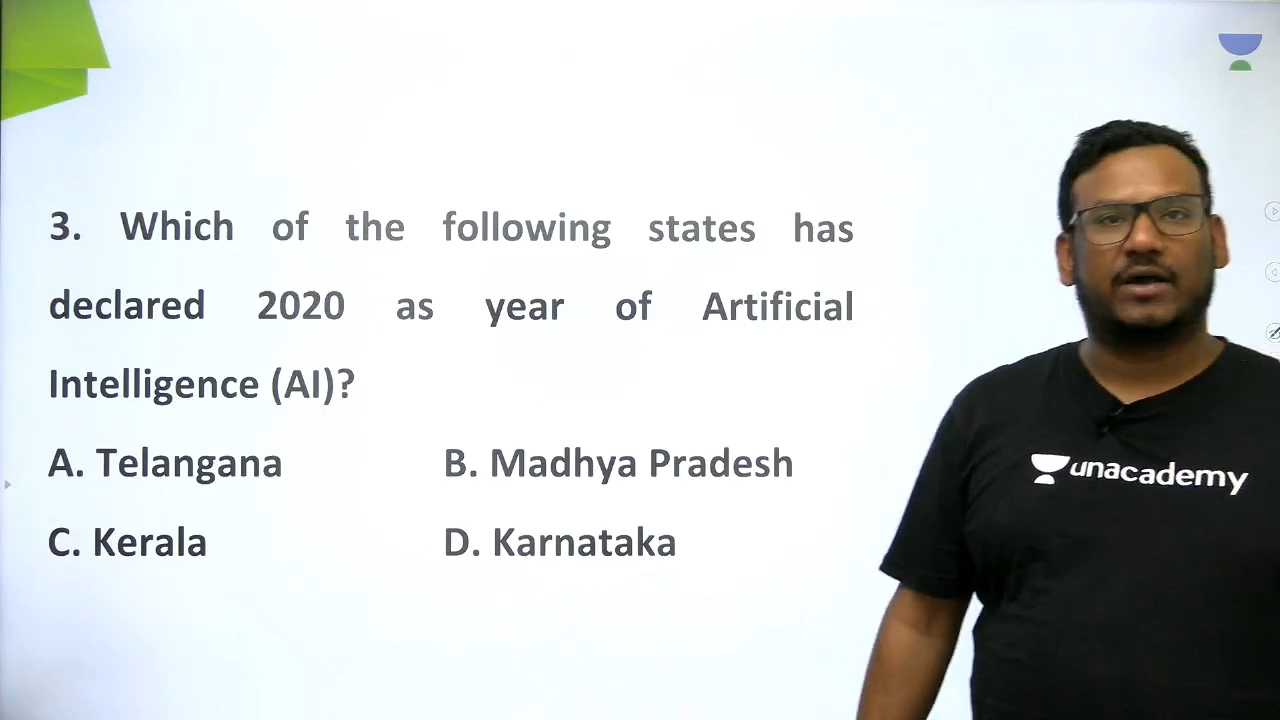 3. Which of the following states has
declared 2020 as year of Artificial
Intelligence (AI)?
A. Telangana B. Madhya Pradesh
C. Kerala D. Karnataka
unacademy